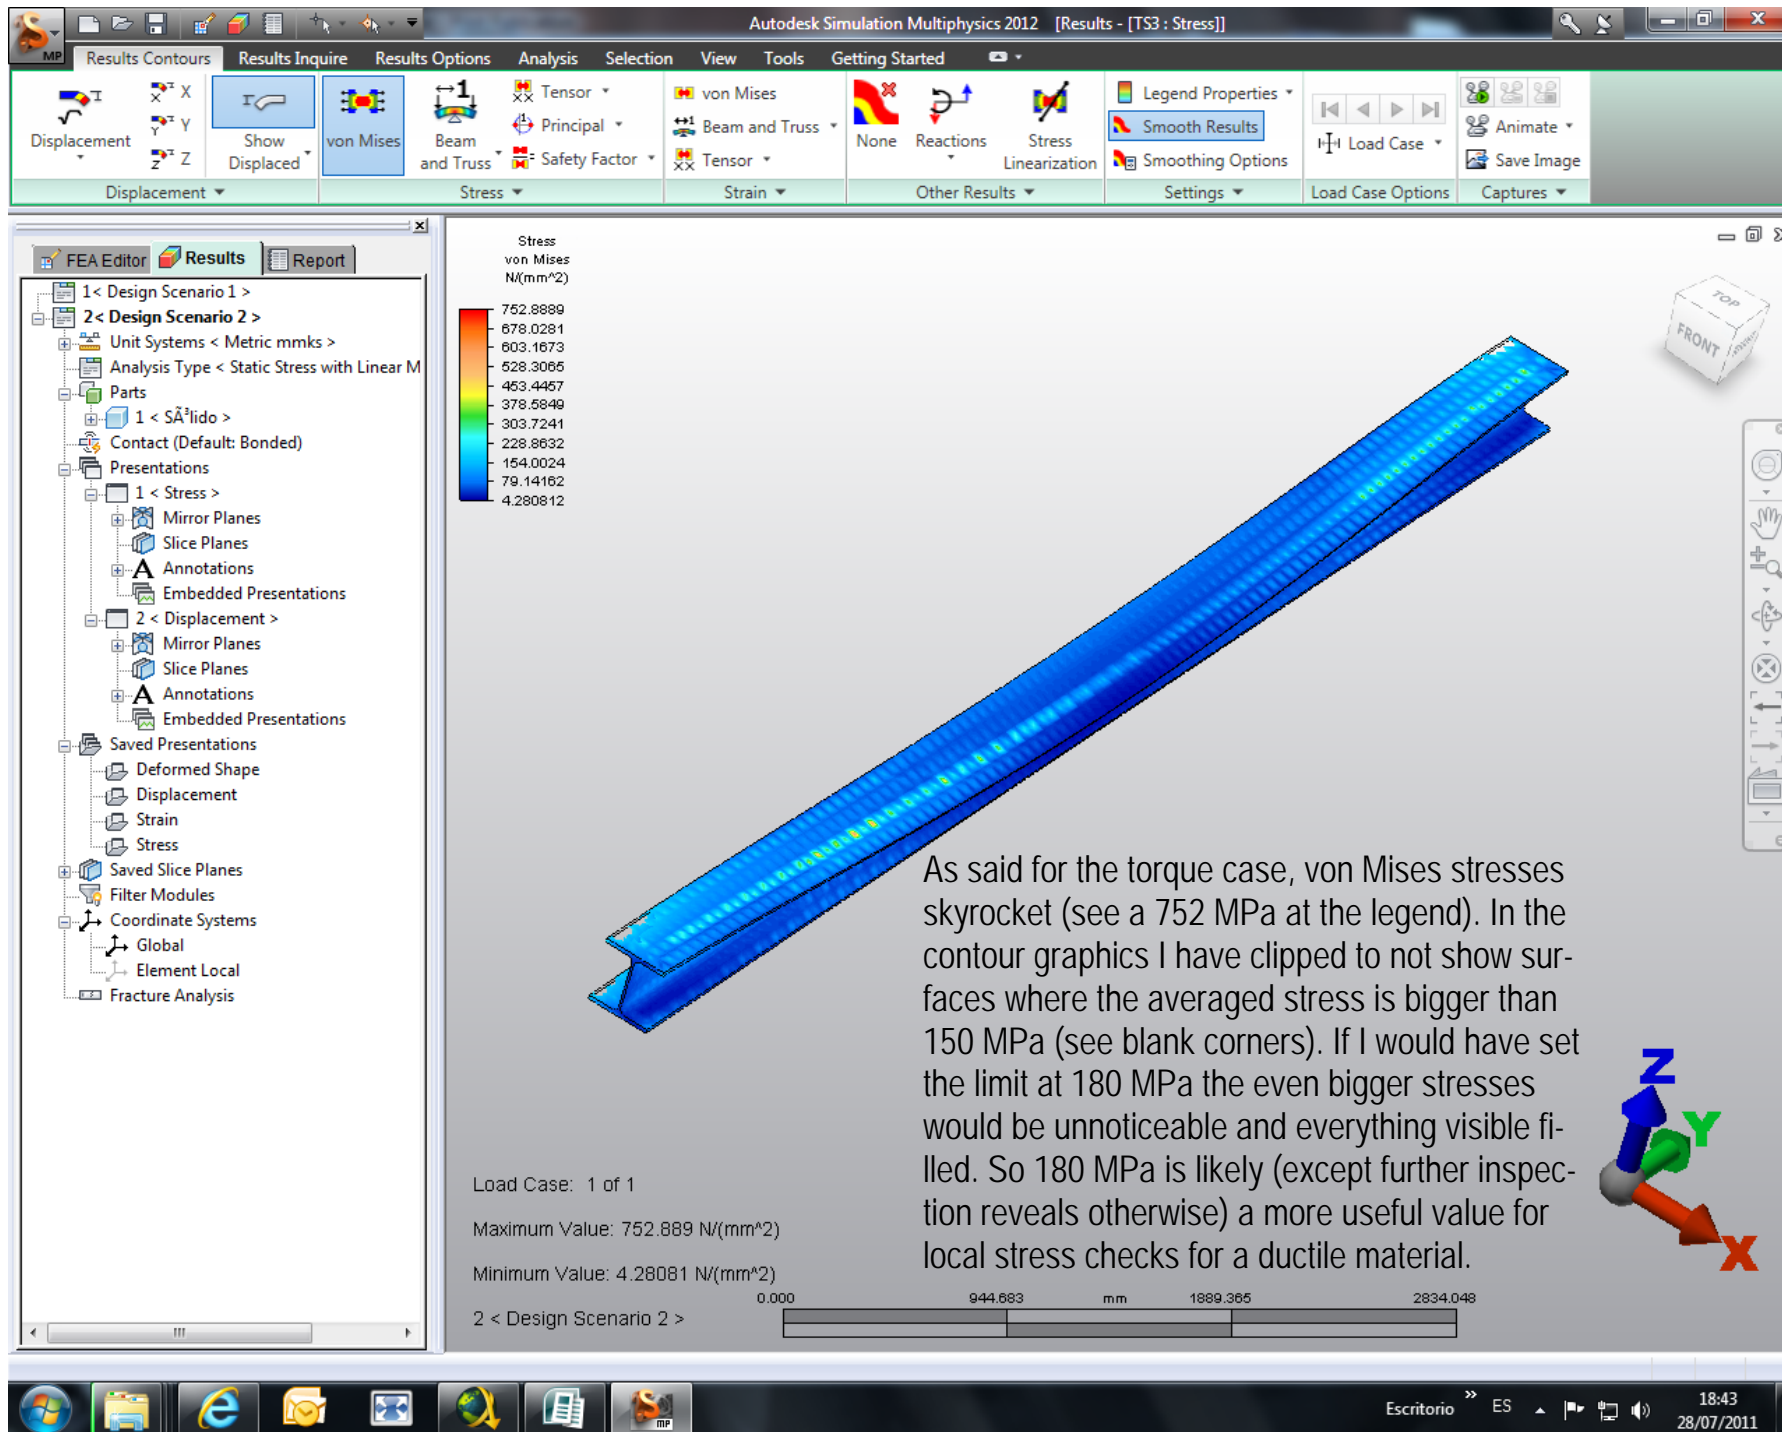 Autodesk Simulation Multiphysics 2012 [Results - [TS3 : Stress]]
MP
Results Contours Results Inquire Results Options Analysis Selection View Tools Getting Started
Displacement
X
Y
Z
Show
Displaced
Displacement
von Mises
Beam
and Truss
Tensor
Principal
Safety Factor
Stress
von Mises
Beam and Truss
Tensor
Strain
None
Reactions
Stress
Linearization
Other Results
Legend Properties
Smooth Results
Smoothing Options
Settings
Load Case
Load Case Options
Animate
Save Image
Captures
FEA Editor Results Report
1< Design Scenario 1 >
2< Design Scenario 2 >
Unit Systems < Metric mmks >
Analysis Type < Static Stress with Linear M
Parts
1 < SÃ³lido >
Contact (Default: Bonded)
Presentations
1 < Stress >
Mirror Planes
Slice Planes
Annotations
Embedded Presentations
2 < Displacement >
Mirror Planes
Slice Planes
Annotations
Embedded Presentations
Saved Presentations
Deformed Shape
Displacement
Strain
Stress
Saved Slice Planes
Filter Modules
Coordinate Systems
Global
Element Local
Fracture Analysis
Stress
von Mises
N/(mm^2)
752.8889
678.0281
603.1673
528.3065
453.4457
378.5849
303.7241
228.8632
154.0024
79.14162
4.280812
TOP
FRONT
As said for the torque case, von Mises stresses
skyrocket (see a 752 MPa at the legend). In the
contour graphics I have clipped to not show sur-
faces where the averaged stress is bigger than
150 MPa (see blank corners). If I would have set
the limit at 180 MPa the even bigger stresses
would be unnoticeable and everything visible fi-
lled. So 180 MPa is likely (except further inspec-
tion reveals otherwise) a more useful value for
local stress checks for a ductile material.
Z
Y
X
Load Case: 1 of 1
Maximum Value: 752.889 N/(mm^2)
Minimum Value: 4.28081 N/(mm^2)
2 < Design Scenario 2 >
0.000 944.683 mm 1889.365 2834.048
MP
Escritorio » ES
18:43
28/07/2011